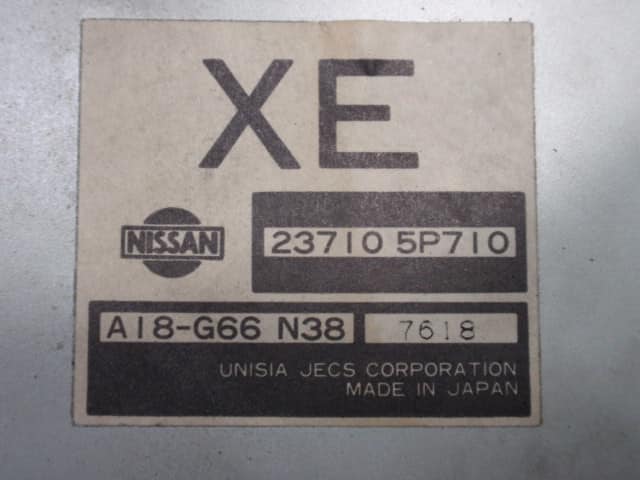 XE
NISSAN
23710 5P710
A18-G66 N38 7618
UNISIA JECS CORPORATION
MADE IN JAPAN